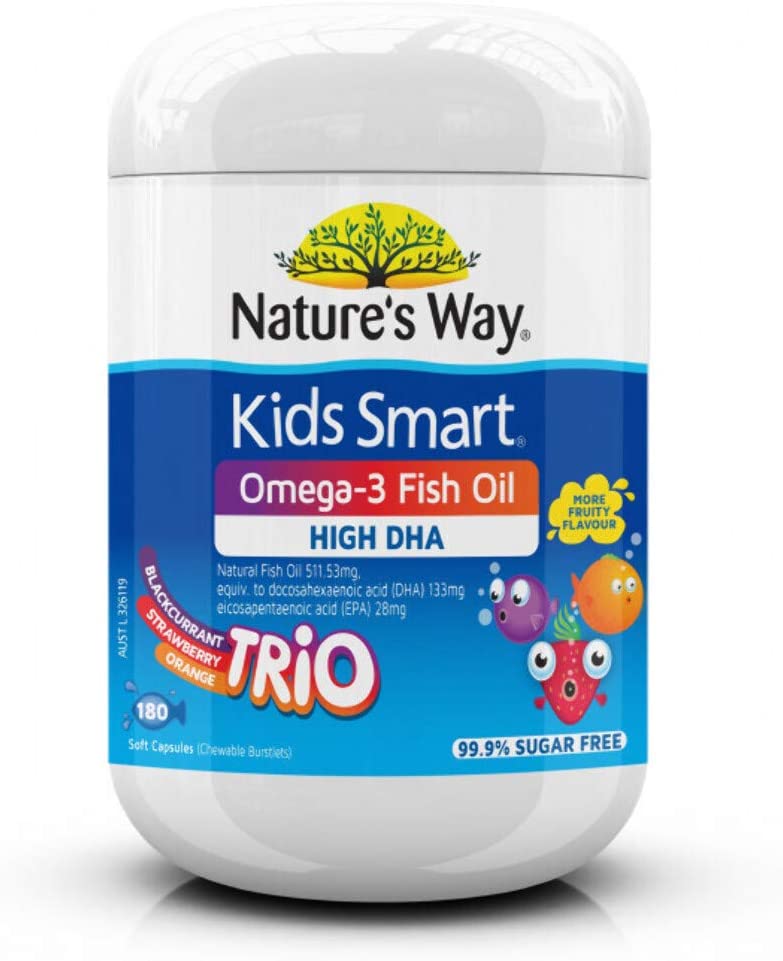 Nature's Way®
Kids Smart®
Omega-3 Fish Oil
HIGH DHA
Natural Fish Oil 511.53mg,
equiv. to docosahexaenoic acid (DHA) 133mg
eicosapentaenoic acid (EPA) 28mg
MORE
FRUITY
FLAVOUR
AUST L 326119
BLACKCURRANT
STRAWBERRY
ORANGE
TRiO
180
Soft Capsules (Chewable Burstlets)
99.9% SUGAR FREE